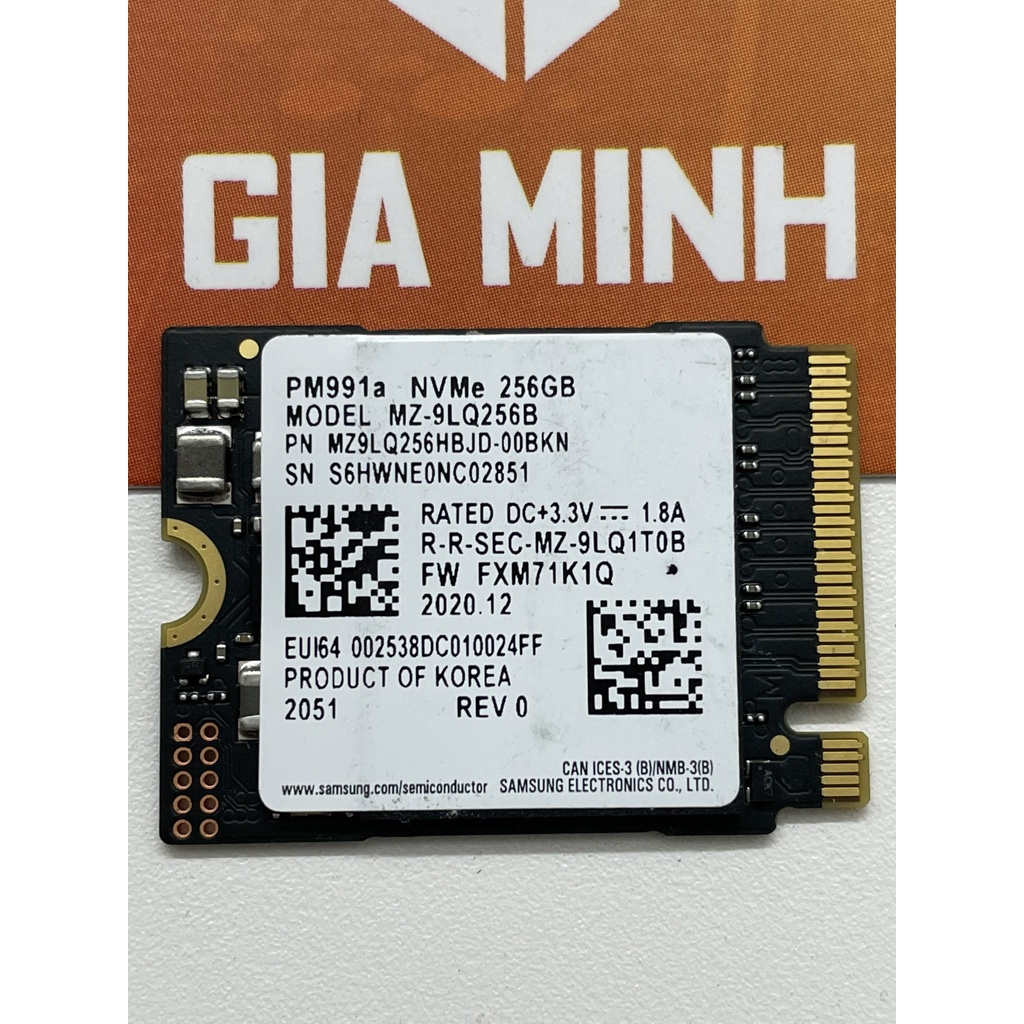 GIA MINH
PM991a NVMe 256GB
MODEL MZ-9LQ256B
PN MZ9LQ256HBJD-00BKN
SN S6HWNE0NC02851
RATED DC+3.3V ⎓ 1.8A
R-R-SEC-MZ-9LQ1T0B
FW FXM71K1Q
2020.12
EUI64 002538DC010024FF
PRODUCT OF KOREA
2051 REV 0
CAN ICES-3 (B)/NMB-3(B)
www.samsung.com/semiconductor SAMSUNG ELECTRONICS CO., LTD.